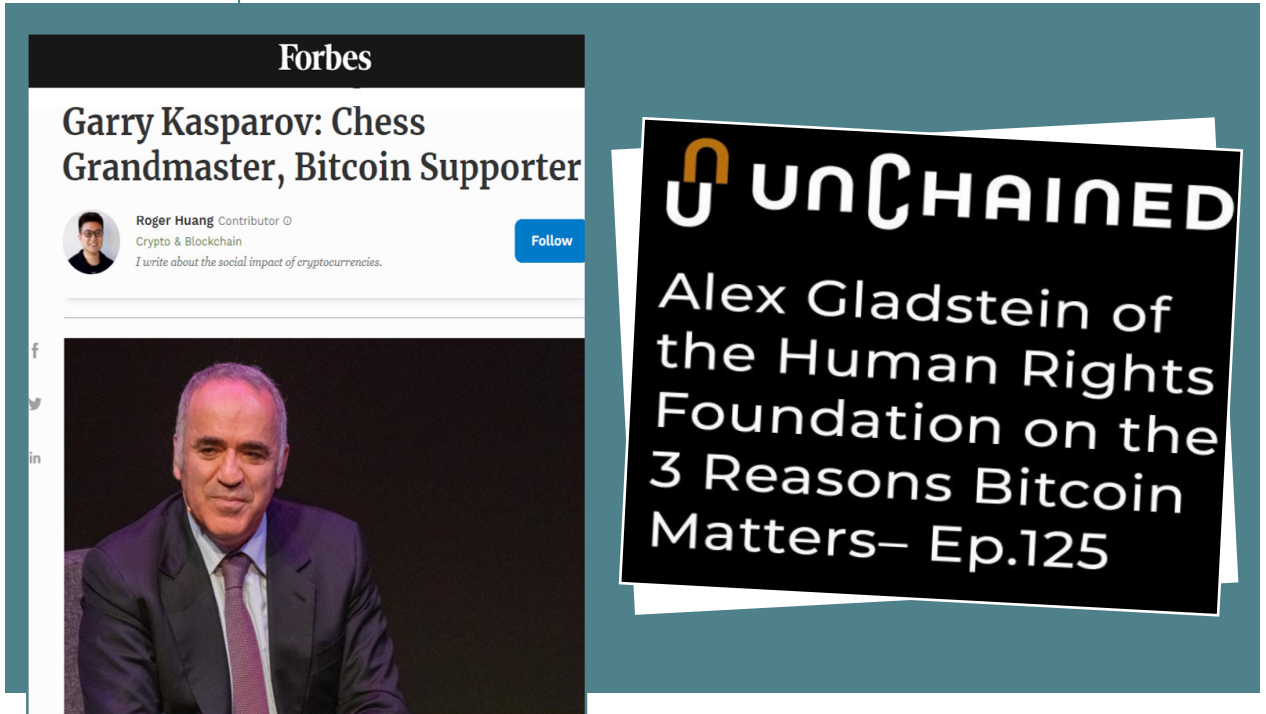 Forbes
Garry Kasparov: Chess
Grandmaster, Bitcoin Supporter
Roger Huang Contributor
Crypto & Blockchain
I write about the social impact of cryptocurrencies.
Follow
f
in
UNCHAINED
Alex Gladstein of
the Human Rights
Foundation on the
3 Reasons Bitcoin
Matters– Ep.125